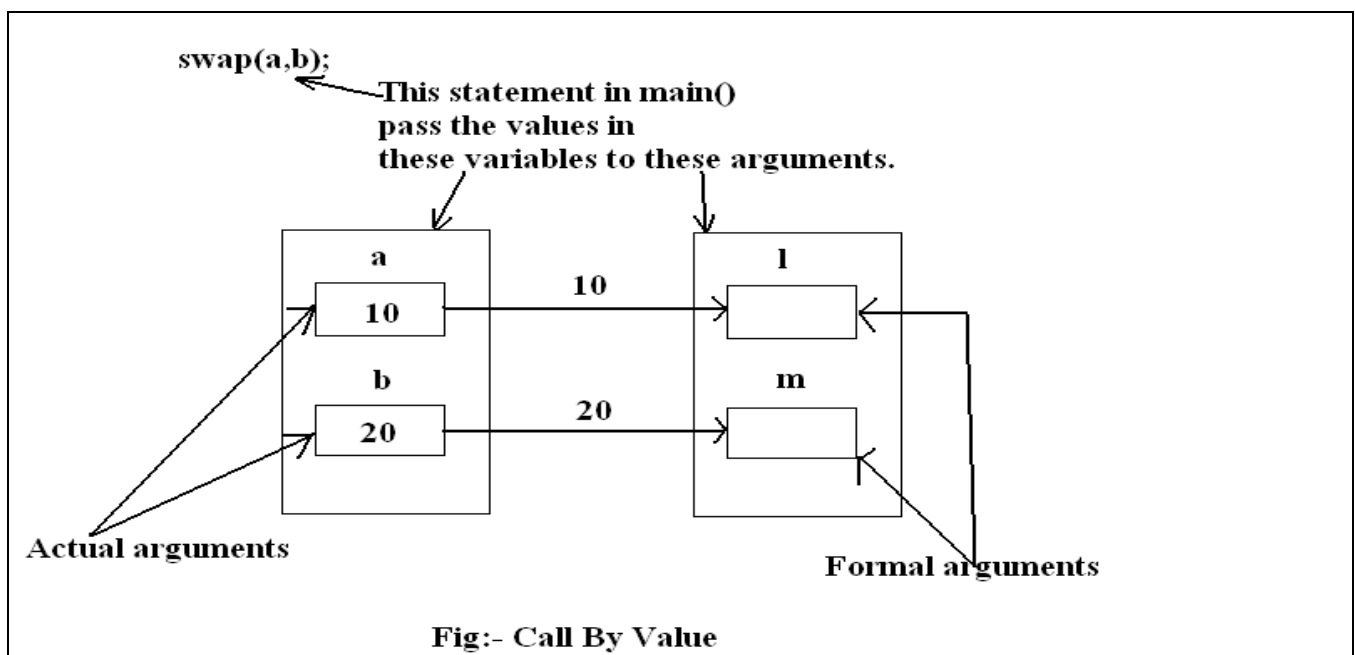 swap(a,b);
This statement in main()
pass the values in
these variables to these arguments.
a
10
10
l
b
20
20
m
Actual arguments
Formal arguments
Fig:- Call By Value